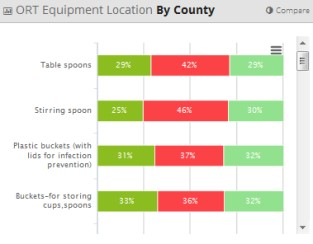 ORT Equipment Location By County
Compare
Table spoons
29% 42% 29%
Stirring spoon
25% 46% 30%
Plastic buckets (with
lids for infection
prevention)
31% 37% 32%
Buckets-for storing
cups,spoons
33% 36% 32%